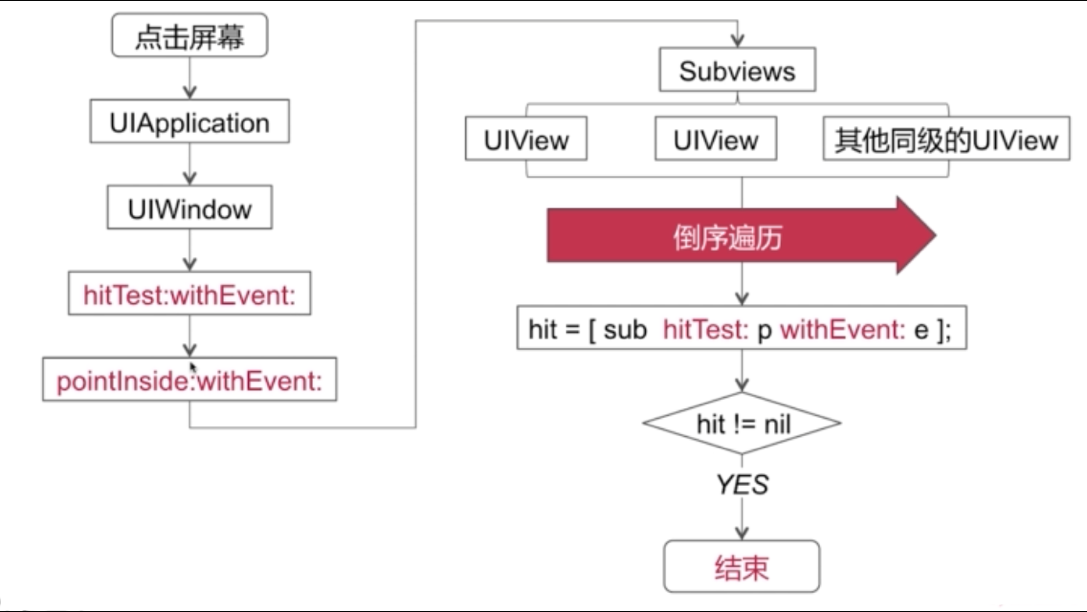 点击屏幕
UIApplication
UIWindow
hitTest:withEvent:
pointInside:withEvent:
Subviews
UIView
UIView
其他同级的UIView
倒序遍历
hit = [ sub hitTest: p withEvent: e ];
hit != nil
YES
结束